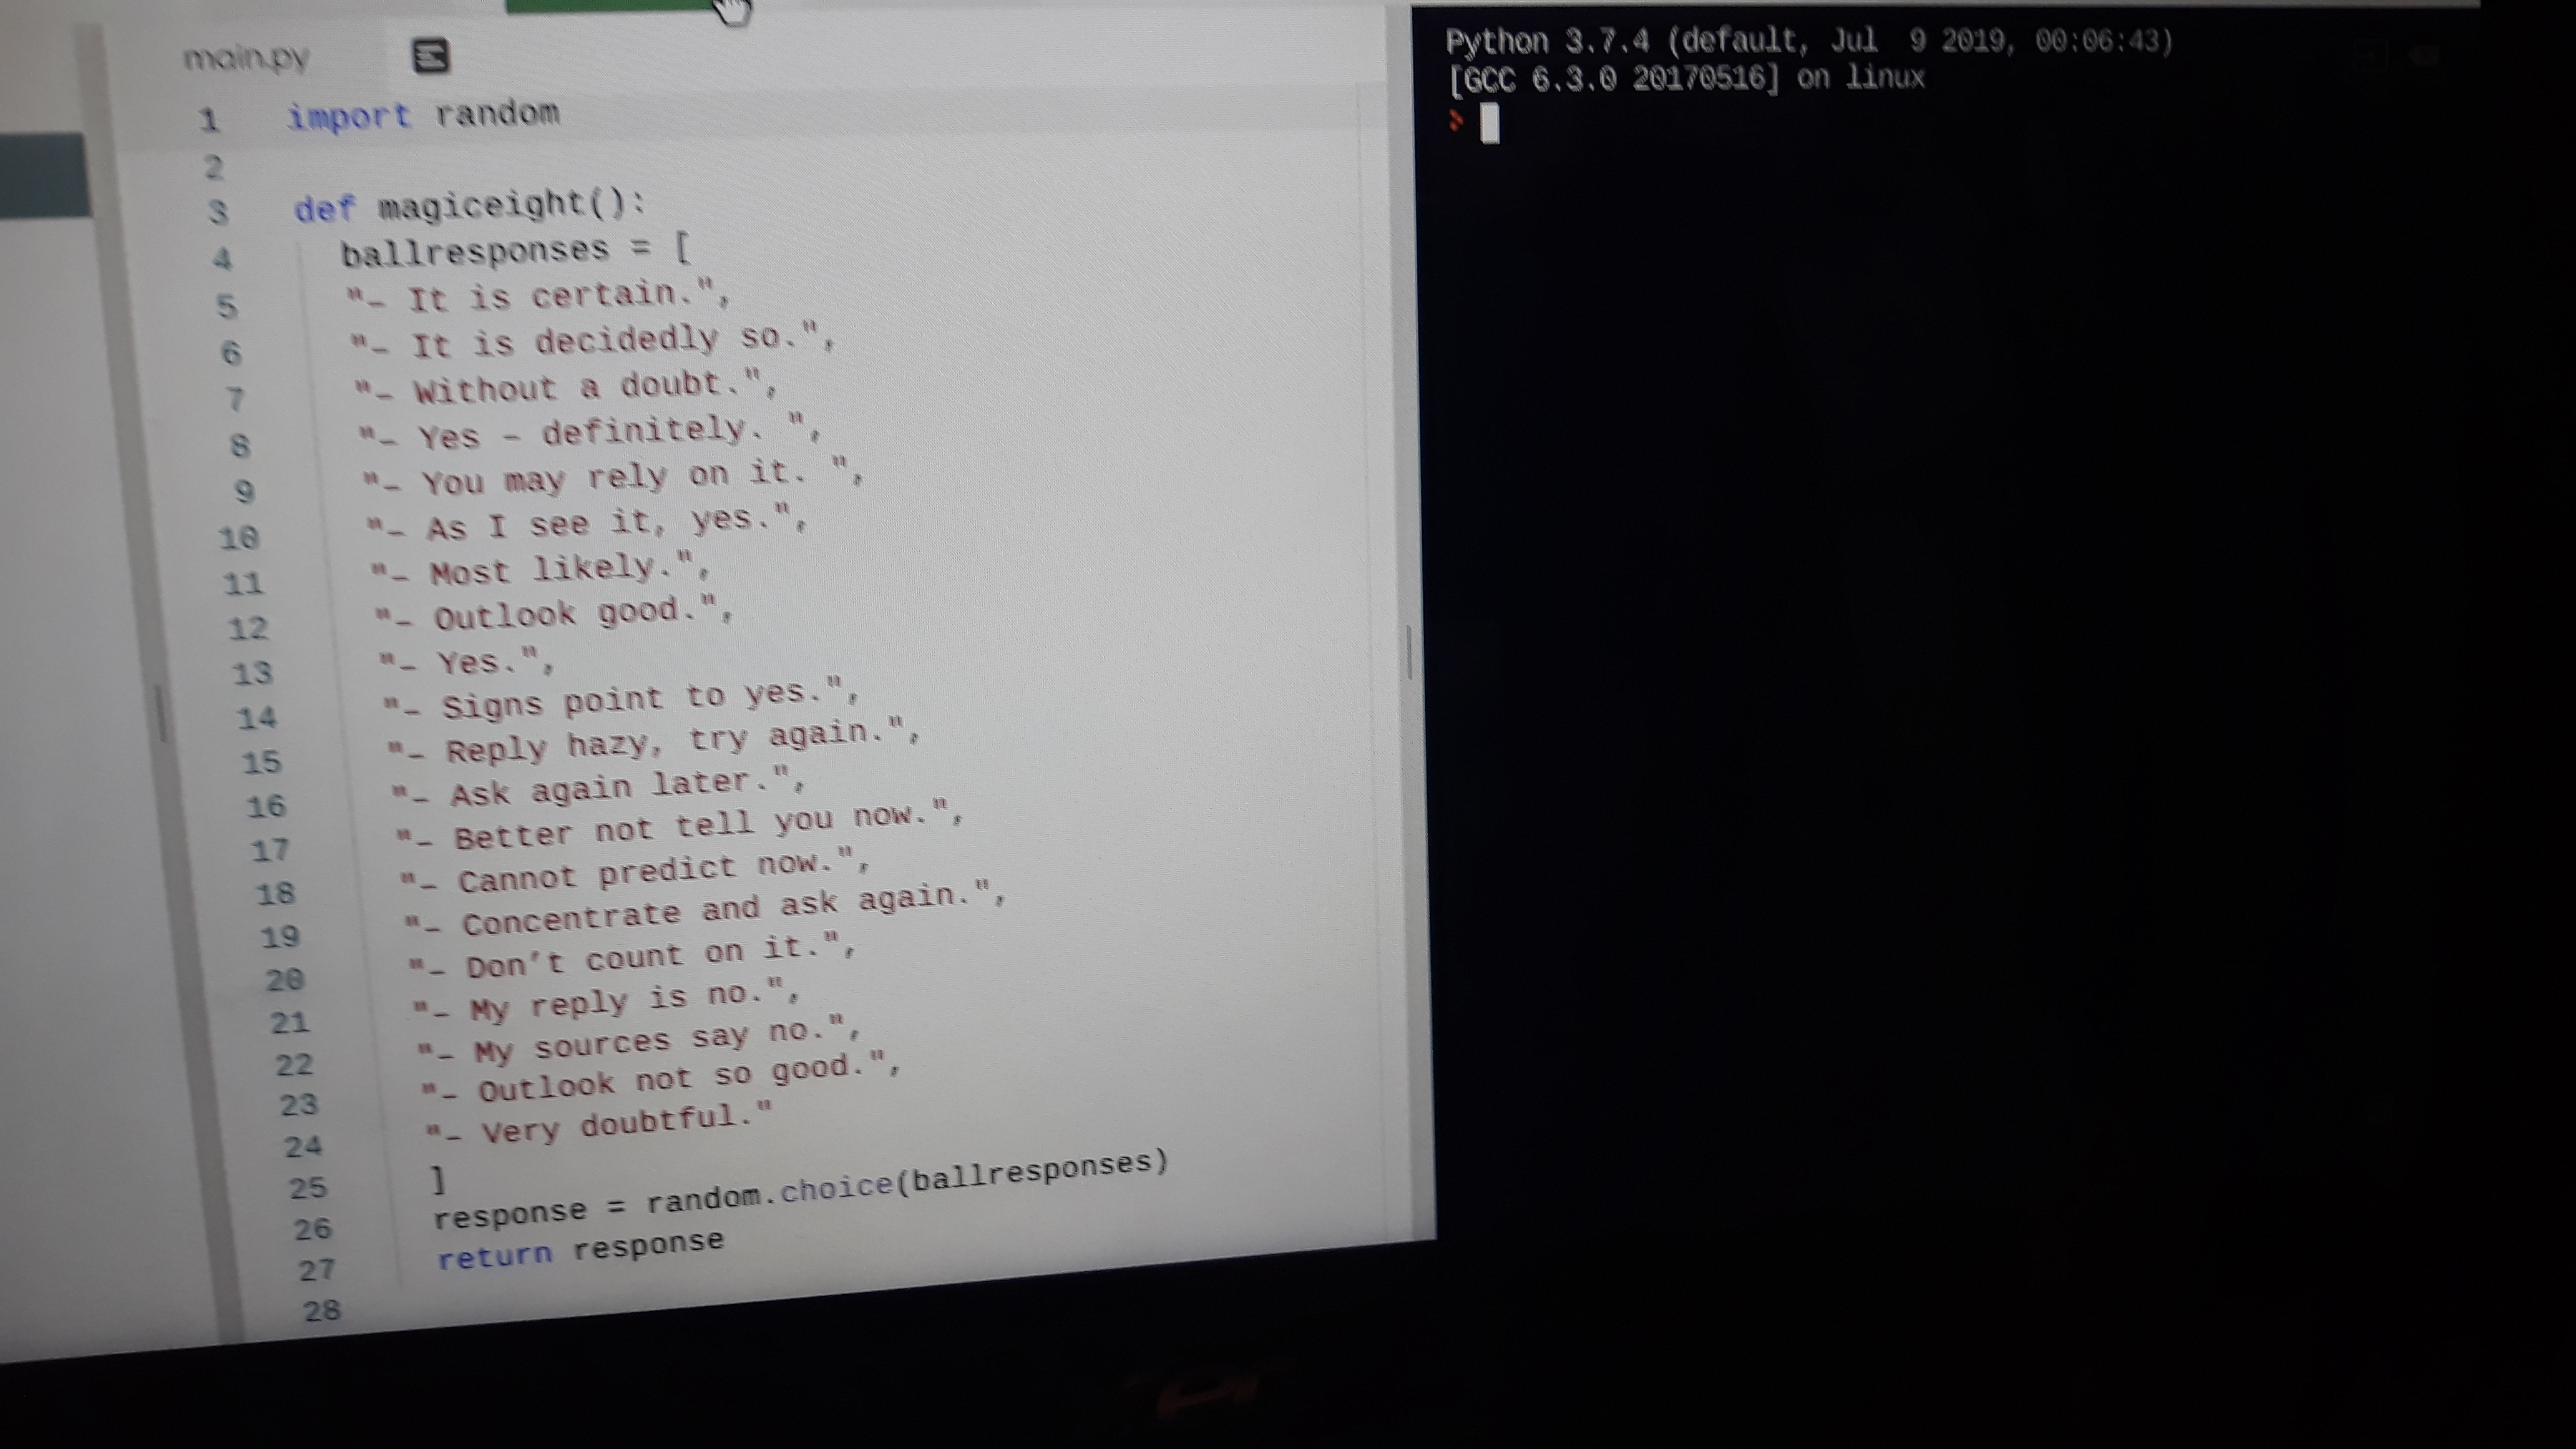 main.py
1 import random
2
3 def magiceight():
4   ballresponses = [
5   "- It is certain.",
6   "- It is decidedly so.",
7   "- Without a doubt.",
8   "- Yes - definitely. ",
9   "- You may rely on it. ",
10   "- As I see it, yes.",
11   "- Most likely.",
12   "- Outlook good.",
13   "- Yes.",
14   "- Signs point to yes.",
15   "- Reply hazy, try again.",
16   "- Ask again later.",
17   "- Better not tell you now.",
18   "- Cannot predict now.",
19   "- Concentrate and ask again.",
20   "- Don't count on it.",
21   "- My reply is no.",
22   "- My sources say no.",
23   "- Outlook not so good.",
24   "- Very doubtful."
25   ]
26   response = random.choice(ballresponses)
27   return response
28
Python 3.7.4 (default, Jul  9 2019, 00:06:43)
[GCC 6.3.0 20170516] on linux